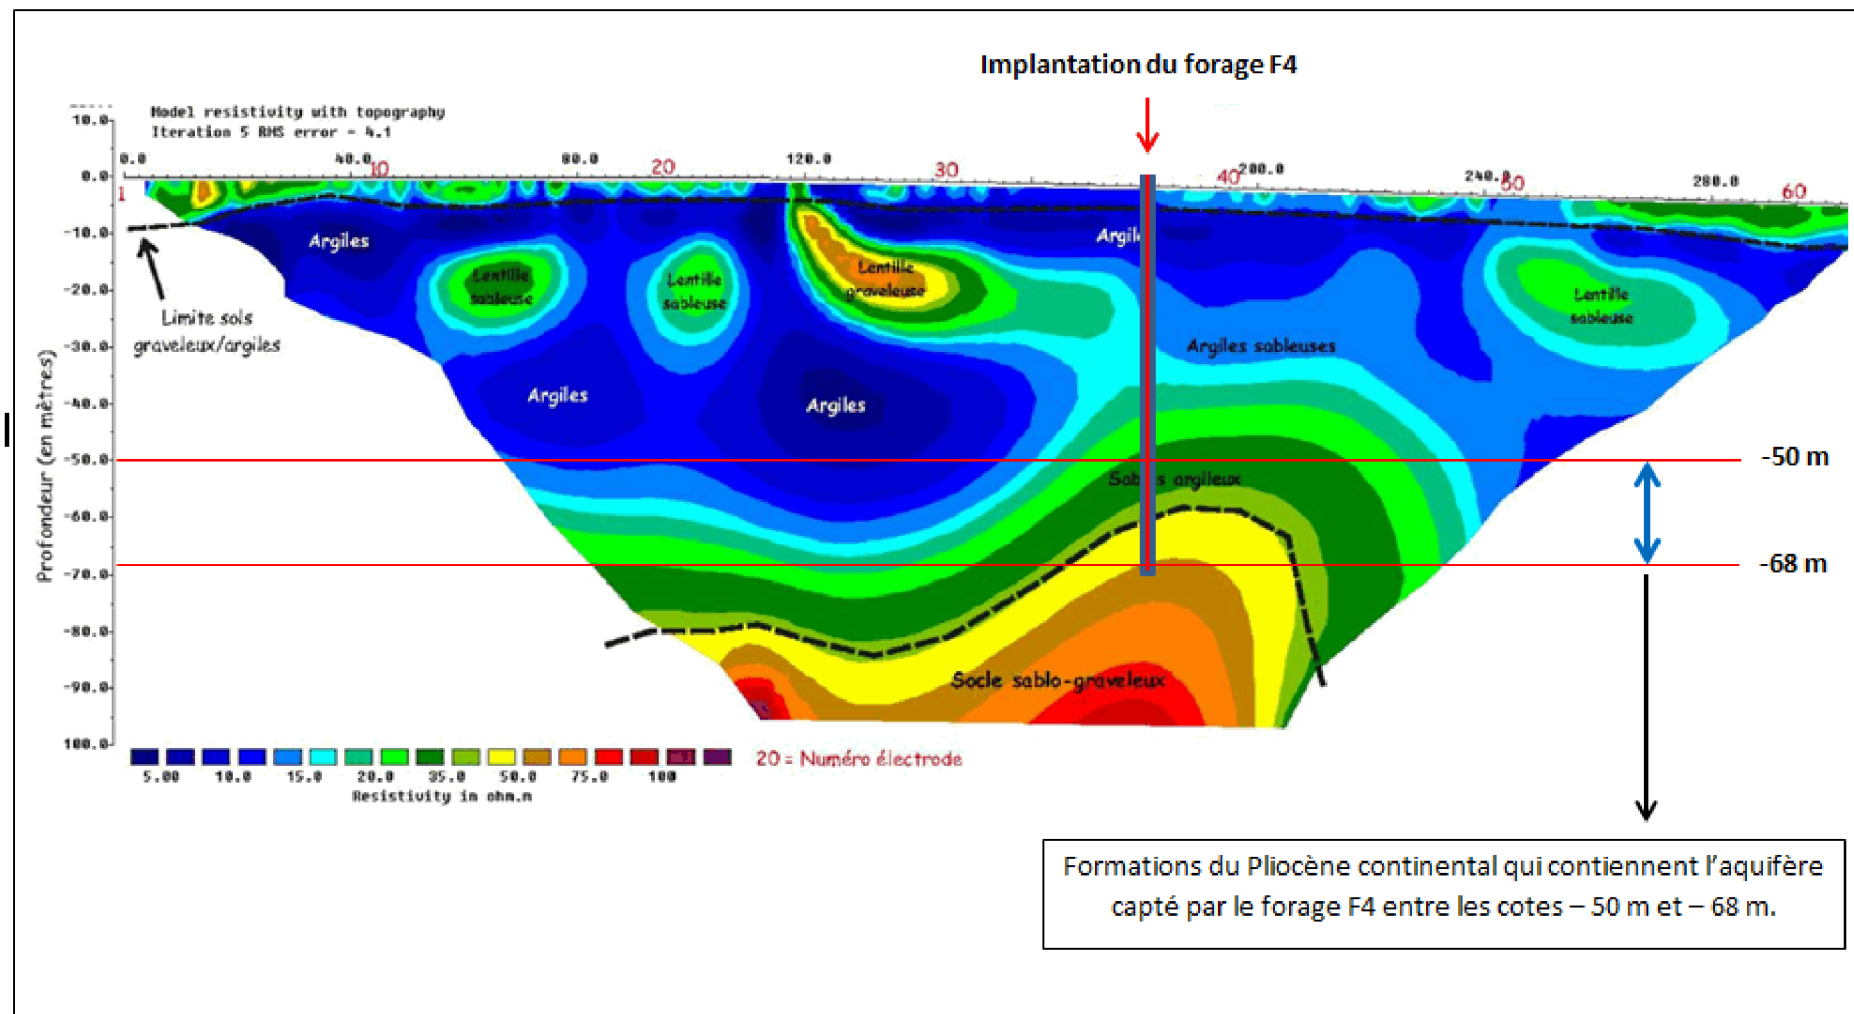 Implantation du forage F4
Model resistivity with topography
Iteration 5 RMS error = 4.1
10.0
0.0 40.0 80.0 120.0 200.0 240.0 280.0
10 20 30 40 50 60
0.0
1
-10.0
Argiles
Lentille
sableuse
Lentille
sableuse
Lentille
graveleuse
Lentille
sableuse
-20.0
Limite sols
graveleux/argiles
-30.0
Argiles sableuses
Argiles
Argiles
-40.0
-50.0
-50 m
-60.0
-68 m
-70.0
-80.0
Socle sablo-graveleux
-90.0
100.0
Profondeur (en mètres)
5.00 10.0 15.0 20.0 35.0 50.0 75.0 100
Resistivity in ohm.m
20 = Numéro électrode
Formations du Pliocène continental qui contiennent l'aquifère
capté par le forage F4 entre les cotes – 50 m et – 68 m.